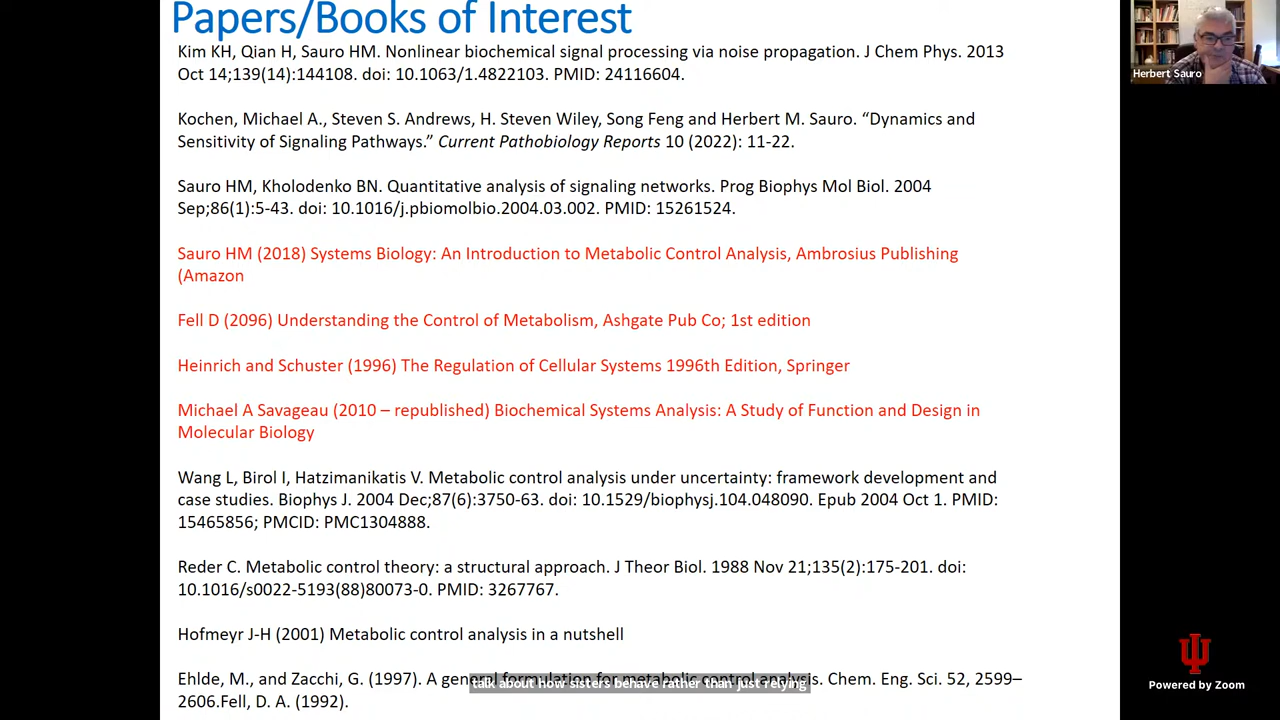 Papers/Books of Interest
Kim KH, Qian H, Sauro HM. Nonlinear biochemical signal processing via noise propagation. J Chem Phys. 2013
Oct 14;139(14):144108. doi: 10.1063/1.4822103. PMID: 24116604.
Kochen, Michael A., Steven S. Andrews, H. Steven Wiley, Song Feng and Herbert M. Sauro. “Dynamics and
Sensitivity of Signaling Pathways.” Current Pathobiology Reports 10 (2022): 11-22.
Sauro HM, Kholodenko BN. Quantitative analysis of signaling networks. Prog Biophys Mol Biol. 2004
Sep;86(1):5-43. doi: 10.1016/j.pbiomolbio.2004.03.002. PMID: 15261524.
Sauro HM (2018) Systems Biology: An Introduction to Metabolic Control Analysis, Ambrosius Publishing
(Amazon
Fell D (2096) Understanding the Control of Metabolism, Ashgate Pub Co; 1st edition
Heinrich and Schuster (1996) The Regulation of Cellular Systems 1996th Edition, Springer
Michael A Savageau (2010 – republished) Biochemical Systems Analysis: A Study of Function and Design in
Molecular Biology
Wang L, Birol I, Hatzimanikatis V. Metabolic control analysis under uncertainty: framework development and
case studies. Biophys J. 2004 Dec;87(6):3750-63. doi: 10.1529/biophysj.104.048090. Epub 2004 Oct 1. PMID:
15465856; PMCID: PMC1304888.
Reder C. Metabolic control theory: a structural approach. J Theor Biol. 1988 Nov 21;135(2):175-201. doi:
10.1016/s0022-5193(88)80073-0. PMID: 3267767.
Hofmeyr J-H (2001) Metabolic control analysis in a nutshell
Ehlde, M., and Zacchi, G. (1997). A general formulation for metabolic control analysis. Chem. Eng. Sci. 52, 2599–
2606.Fell, D. A. (1992).
talk about how sisters behave rather than just relying
Herbert Sauro
Powered by Zoom